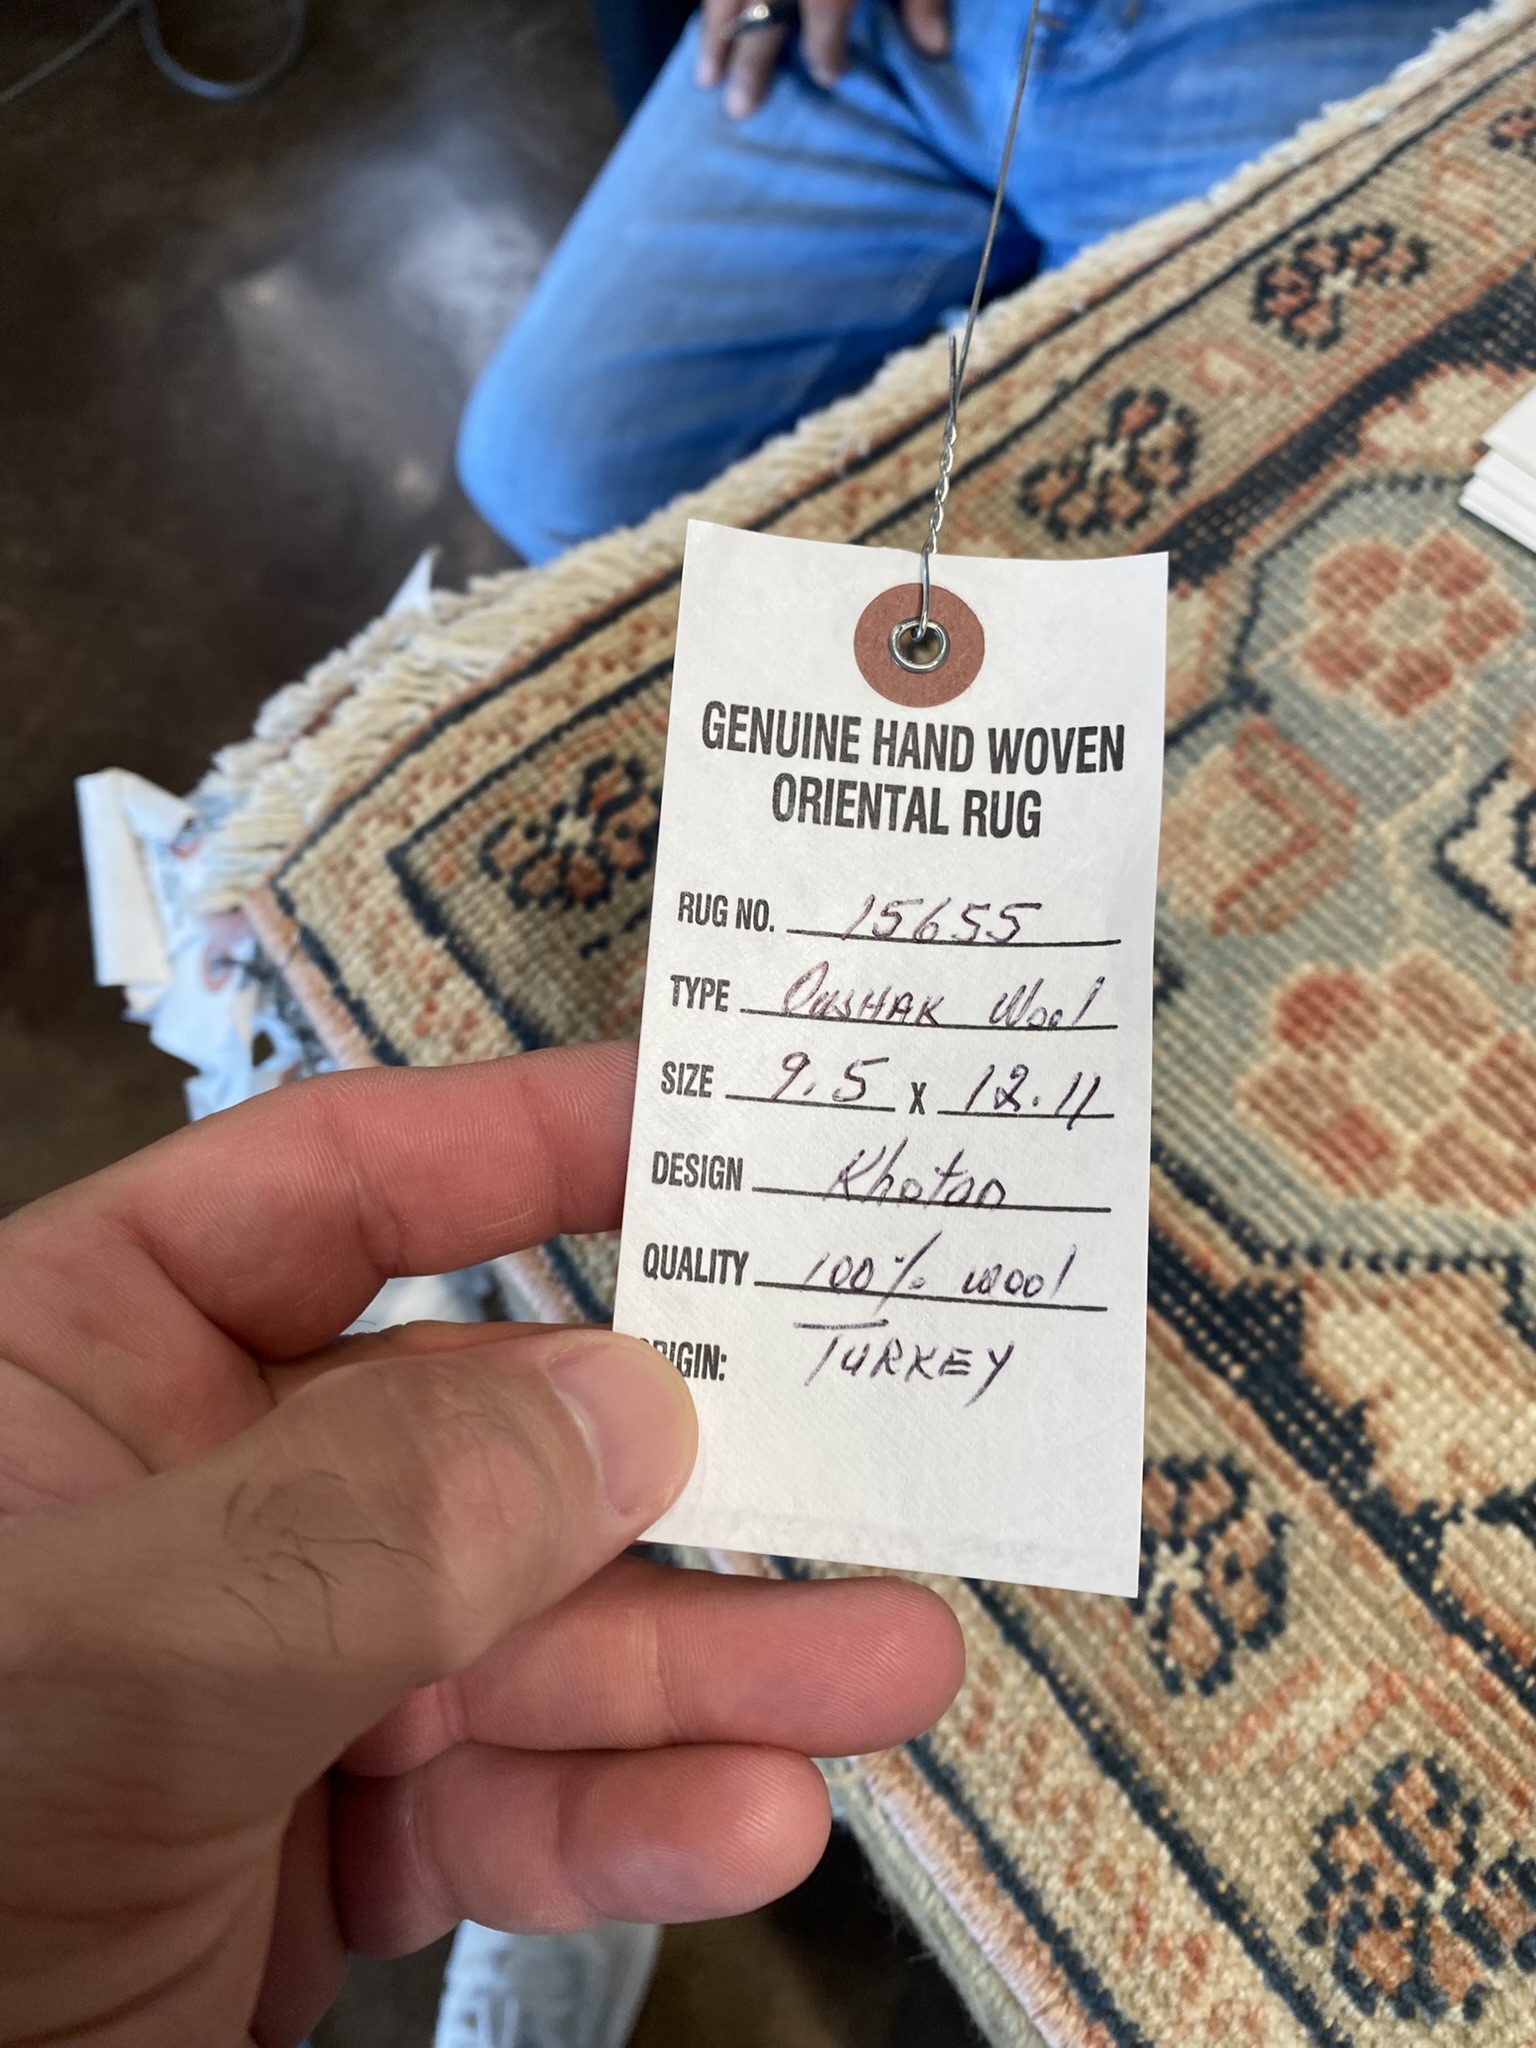 GENUINE HAND WOVEN
ORIENTAL RUG
RUG NO. 15655
TYPE OUSHAK Wool
SIZE 9.5 X 12.11
DESIGN Khotan
QUALITY 100% wool
RIGIN: TURKEY